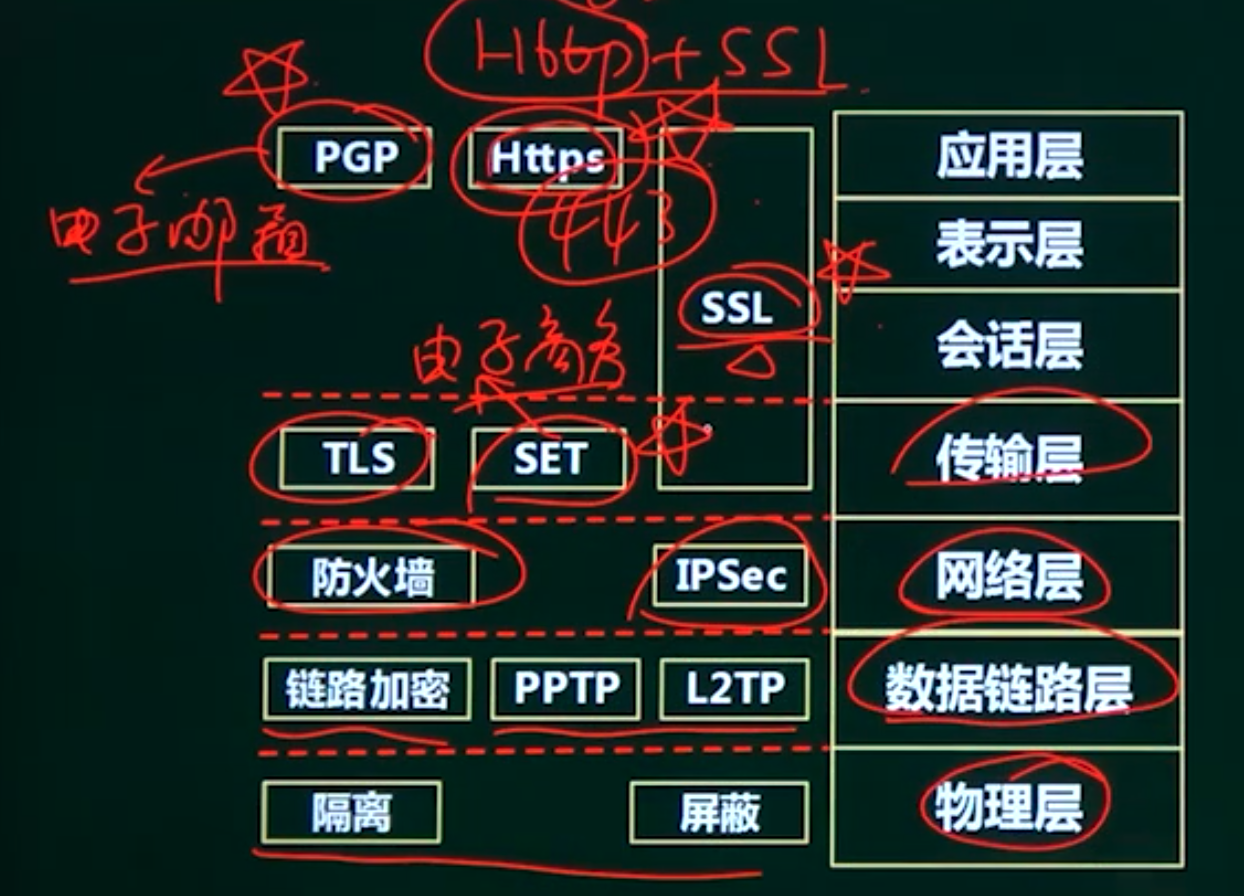 Http+SSL
PGP Https 应用层
443
电子邮箱 表示层
SSL
电子商务 会话层
TLS SET 传输层
防火墙 IPSec 网络层
链路加密 PPTP L2TP 数据链路层
隔离 屏蔽 物理层